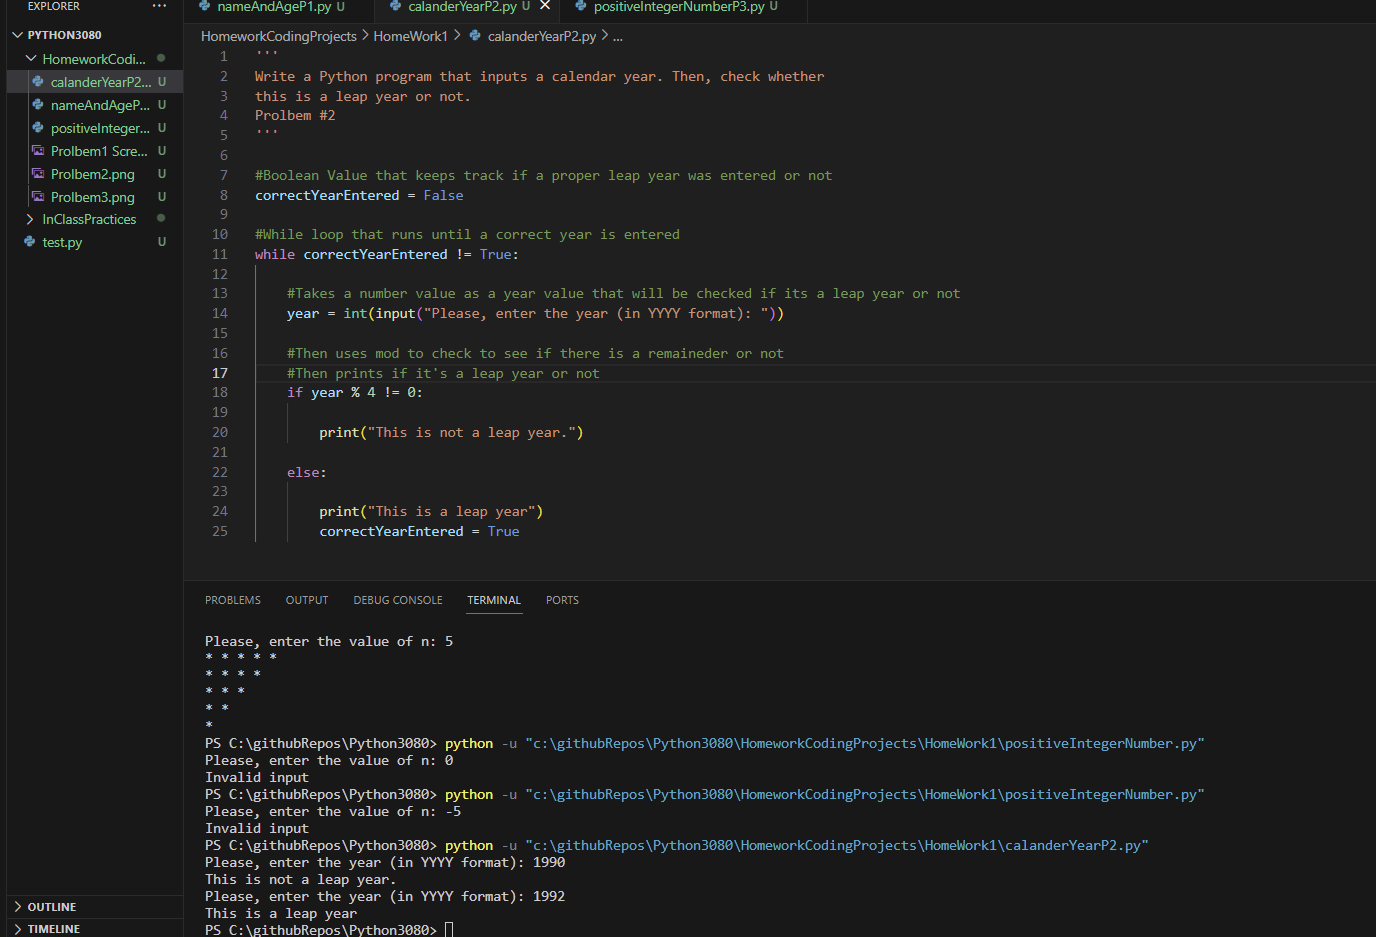 EXPLORER ···
PYTHON3080
HomeworkCodi...
calanderYearP2... U
nameAndAgeP... U
positiveInteger... U
Prolbem1 Scre... U
Prolbem2.png U
Prolbem3.png U
InClassPractices
test.py U
OUTLINE
TIMELINE
nameAndAgeP1.py U
calanderYearP2.py U
positiveIntegerNumberP3.py U
HomeworkCodingProjects > HomeWork1 > calanderYearP2.py > ...
1 '''
2 Write a Python program that inputs a calendar year. Then, check whether
3 this is a leap year or not.
4 Prolbem #2
5 '''
6
7 #Boolean Value that keeps track if a proper leap year was entered or not
8 correctYearEntered = False
9
10 #While loop that runs until a correct year is entered
11 while correctYearEntered != True:
12
13 #Takes a number value as a year value that will be checked if its a leap year or not
14 year = int(input("Please, enter the year (in YYYY format): "))
15
16 #Then uses mod to check to see if there is a remaineder or not
17 #Then prints if it's a leap year or not
18 if year % 4 != 0:
19
20 print("This is not a leap year.")
21
22 else:
23
24 print("This is a leap year")
25 correctYearEntered = True
PROBLEMS OUTPUT DEBUG CONSOLE TERMINAL PORTS
Please, enter the value of n: 5
* * * * *
* * * *
* * *
* *
*
PS C:\githubRepos\Python3080> python -u "c:\githubRepos\Python3080\HomeworkCodingProjects\HomeWork1\positiveIntegerNumber.py"
Please, enter the value of n: 0
Invalid input
PS C:\githubRepos\Python3080> python -u "c:\githubRepos\Python3080\HomeworkCodingProjects\HomeWork1\positiveIntegerNumber.py"
Please, enter the value of n: -5
Invalid input
PS C:\githubRepos\Python3080> python -u "c:\githubRepos\Python3080\HomeworkCodingProjects\HomeWork1\calanderYearP2.py"
Please, enter the year (in YYYY format): 1990
This is not a leap year.
Please, enter the year (in YYYY format): 1992
This is a leap year
PS C:\githubRepos\Python3080>